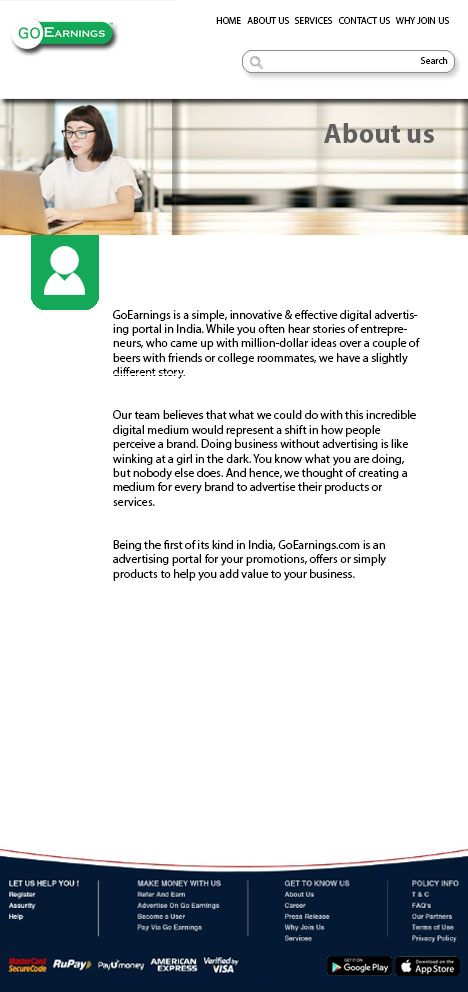 GO EARNINGS
HOME ABOUT US SERVICES CONTACT US WHY JOIN US
Search
About us
GoEarnings is a simple, innovative & effective digital advertis-
ing portal in India. While you often hear stories of entrepre-
neurs, who came up with million-dollar ideas over a couple of
beers with friends or college roommates, we have a slightly
different story.
Our team believes that what we could do with this incredible
digital medium would represent a shift in how people
perceive a brand. Doing business without advertising is like
winking at a girl in the dark. You know what you are doing,
but nobody else does. And hence, we thought of creating a
medium for every brand to advertise their products or
services.
Being the first of its kind in India, GoEarnings.com is an
advertising portal for your promotions, offers or simply
products to help you add value to your business.
LET US HELP YOU !
Register
Assurity
Help
MAKE MONEY WITH US
Refer And Earn
Advertise On Go Earnings
Become a User
Pay Via Go Earnings
GET TO KNOW US
About Us
Career
Press Release
Why Join Us
Services
POLICY INFO
T & C
FAQ's
Our Partners
Terms of Use
Privacy Policy
MasterCard
SecureCode
RuPay
PayUmoney
AMERICAN
EXPRESS
Verified by
VISA
GET IT ON
Google Play
Download on the
App Store